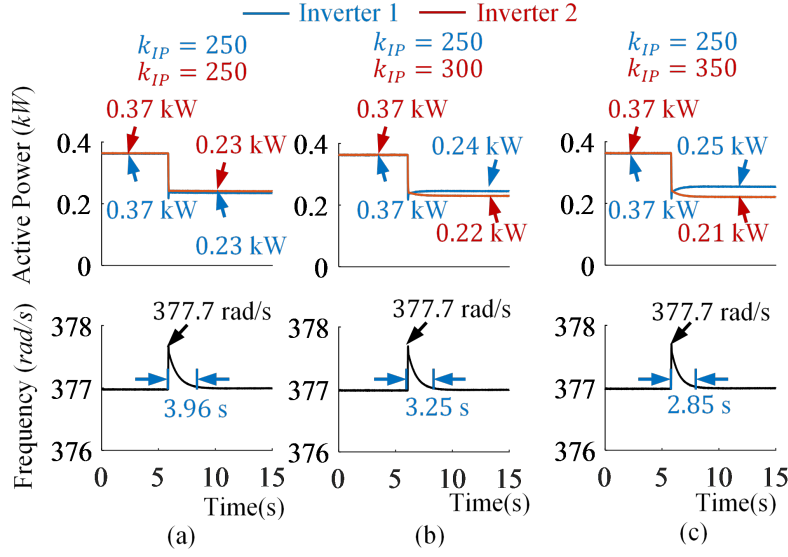 Inverter 1 Inverter 2
k_IP = 250 k_IP = 250 k_IP = 250
k_IP = 250 k_IP = 300 k_IP = 350
Active Power (kW)
0.37 kW 0.37 kW 0.37 kW
0.4 0.23 kW 0.4 0.24 kW 0.4 0.25 kW
0.2 0.37 kW 0.2 0.37 kW 0.2 0.37 kW
0.23 kW 0.22 kW 0.21 kW
0 0 0
Frequency (rad/s)
378 377.7 rad/s 378 377.7 rad/s 378 377.7 rad/s
377 377 377
3.96 s 3.25 s 2.85 s
376 376 376
0 5 10 15 0 5 10 15 0 5 10 15
Time(s) Time(s) Time(s)
(a) (b) (c)